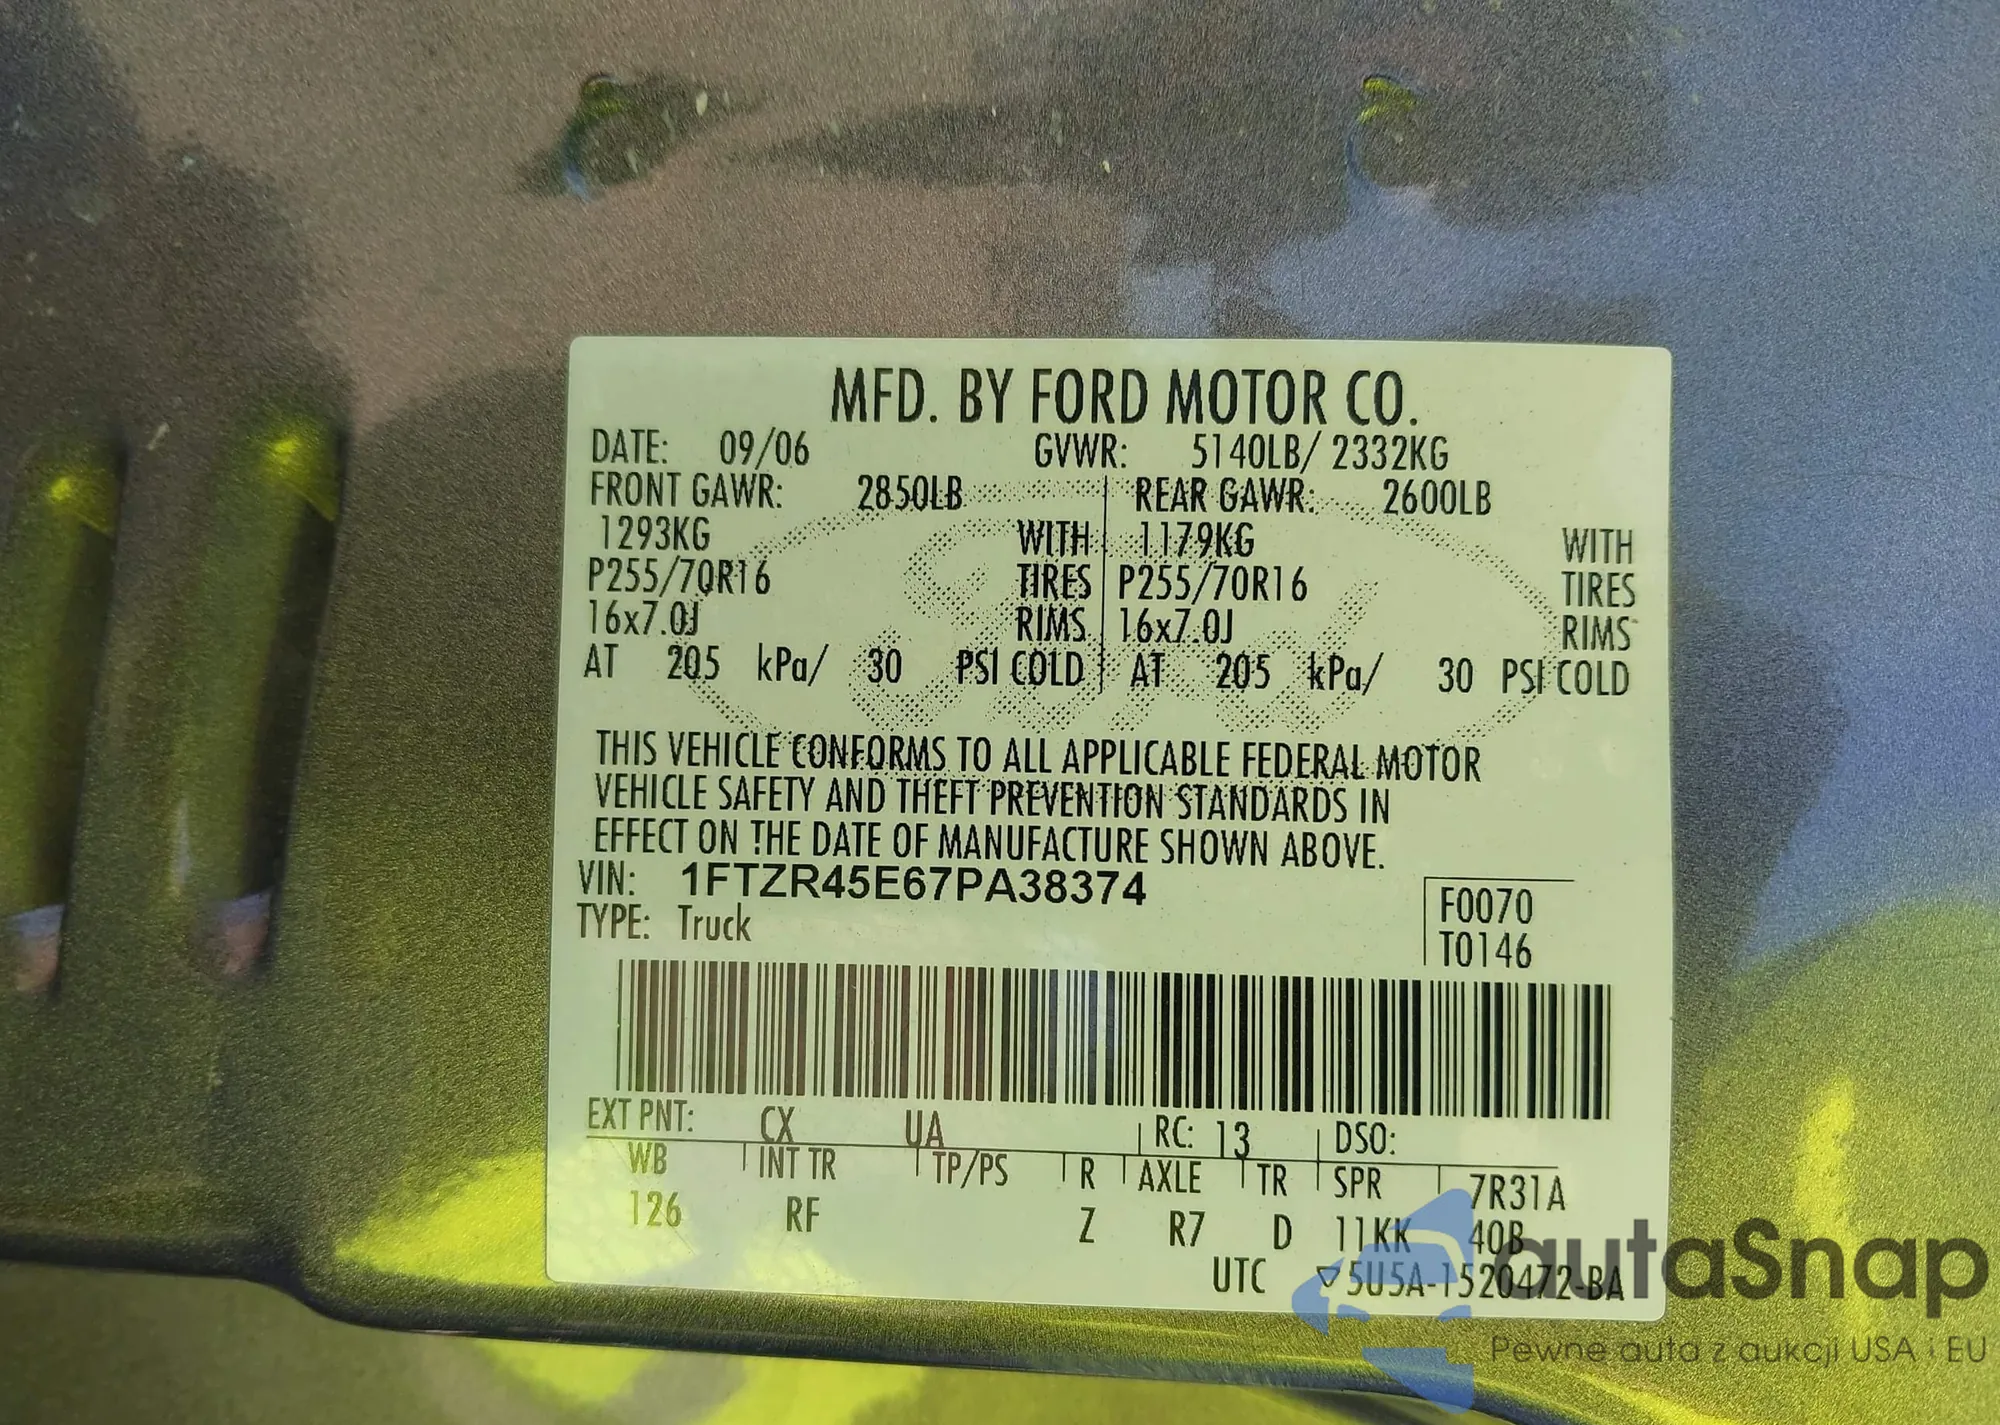 MFD. BY FORD MOTOR CO.
DATE: 09/06 GVWR: 5140LB/ 2332KG
FRONT GAWR: 2850LB REAR GAWR: 2600LB
1293KG WITH 1179KG WITH
P255/70R16 TIRES P255/70R16 TIRES
16x7.0J RIMS 16x7.0J RIMS
AT 205 kPa/ 30 PSI COLD AT 205 kPa/ 30 PSI COLD
Ford
THIS VEHICLE CONFORMS TO ALL APPLICABLE FEDERAL MOTOR
VEHICLE SAFETY AND THEFT PREVENTION STANDARDS IN
EFFECT ON THE DATE OF MANUFACTURE SHOWN ABOVE.
VIN: 1FTZR45E67PA38374
TYPE: Truck
F0070
T0146
EXT PNT: CX UA RC: 13 DSO:
WB INT TR TP/PS R AXLE TR SPR 7R31A
126 RF Z R7 D 11KK 40B
UTC ▽5U5A-1520472-BA
autaSnap
Pewne auta z aukcji USA i EU